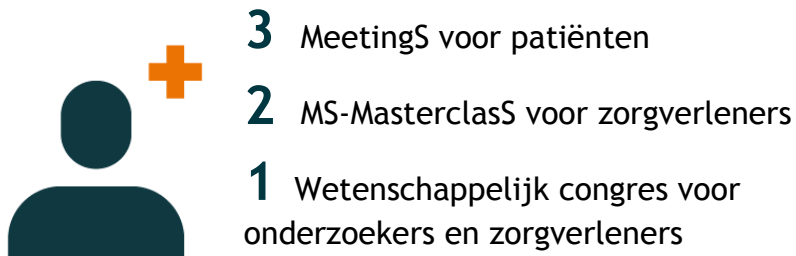 3 MeetingS voor patiënten
2 MS-MasterclasS voor zorgverleners
1 Wetenschappelijk congres voor
onderzoekers en zorgverleners